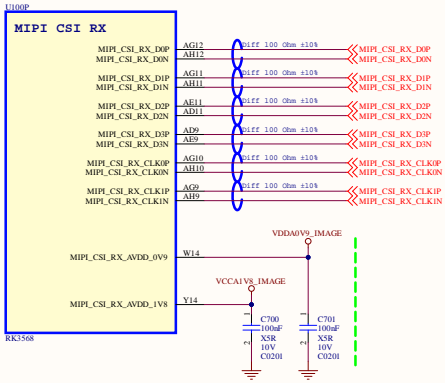 U100P
MIPI CSI RX
MIPI_CSI_RX_D0P AG12 Diff 100 Ohm ±10% MIPI_CSI_RX_D0P
MIPI_CSI_RX_D0N AH12 MIPI_CSI_RX_D0N
MIPI_CSI_RX_D1P AG11 Diff 100 Ohm ±10% MIPI_CSI_RX_D1P
MIPI_CSI_RX_D1N AH11 MIPI_CSI_RX_D1N
MIPI_CSI_RX_D2P AE11 Diff 100 Ohm ±10% MIPI_CSI_RX_D2P
MIPI_CSI_RX_D2N AD11 MIPI_CSI_RX_D2N
MIPI_CSI_RX_D3P AD9 Diff 100 Ohm ±10% MIPI_CSI_RX_D3P
MIPI_CSI_RX_D3N AE9 MIPI_CSI_RX_D3N
MIPI_CSI_RX_CLK0P AG10 Diff 100 Ohm ±10% MIPI_CSI_RX_CLK0P
MIPI_CSI_RX_CLK0N AH10 MIPI_CSI_RX_CLK0N
MIPI_CSI_RX_CLK1P AG9 Diff 100 Ohm ±10% MIPI_CSI_RX_CLK1P
MIPI_CSI_RX_CLK1N AH9 MIPI_CSI_RX_CLK1N
VDDA0V9_IMAGE
MIPI_CSI_RX_AVDD_0V9 W14
VCCA1V8_IMAGE
MIPI_CSI_RX_AVDD_1V8 Y14
1 C700 1 C701
100nF 100nF
X5R X5R
2 10V 2 10V
C0201 C0201
RK3568